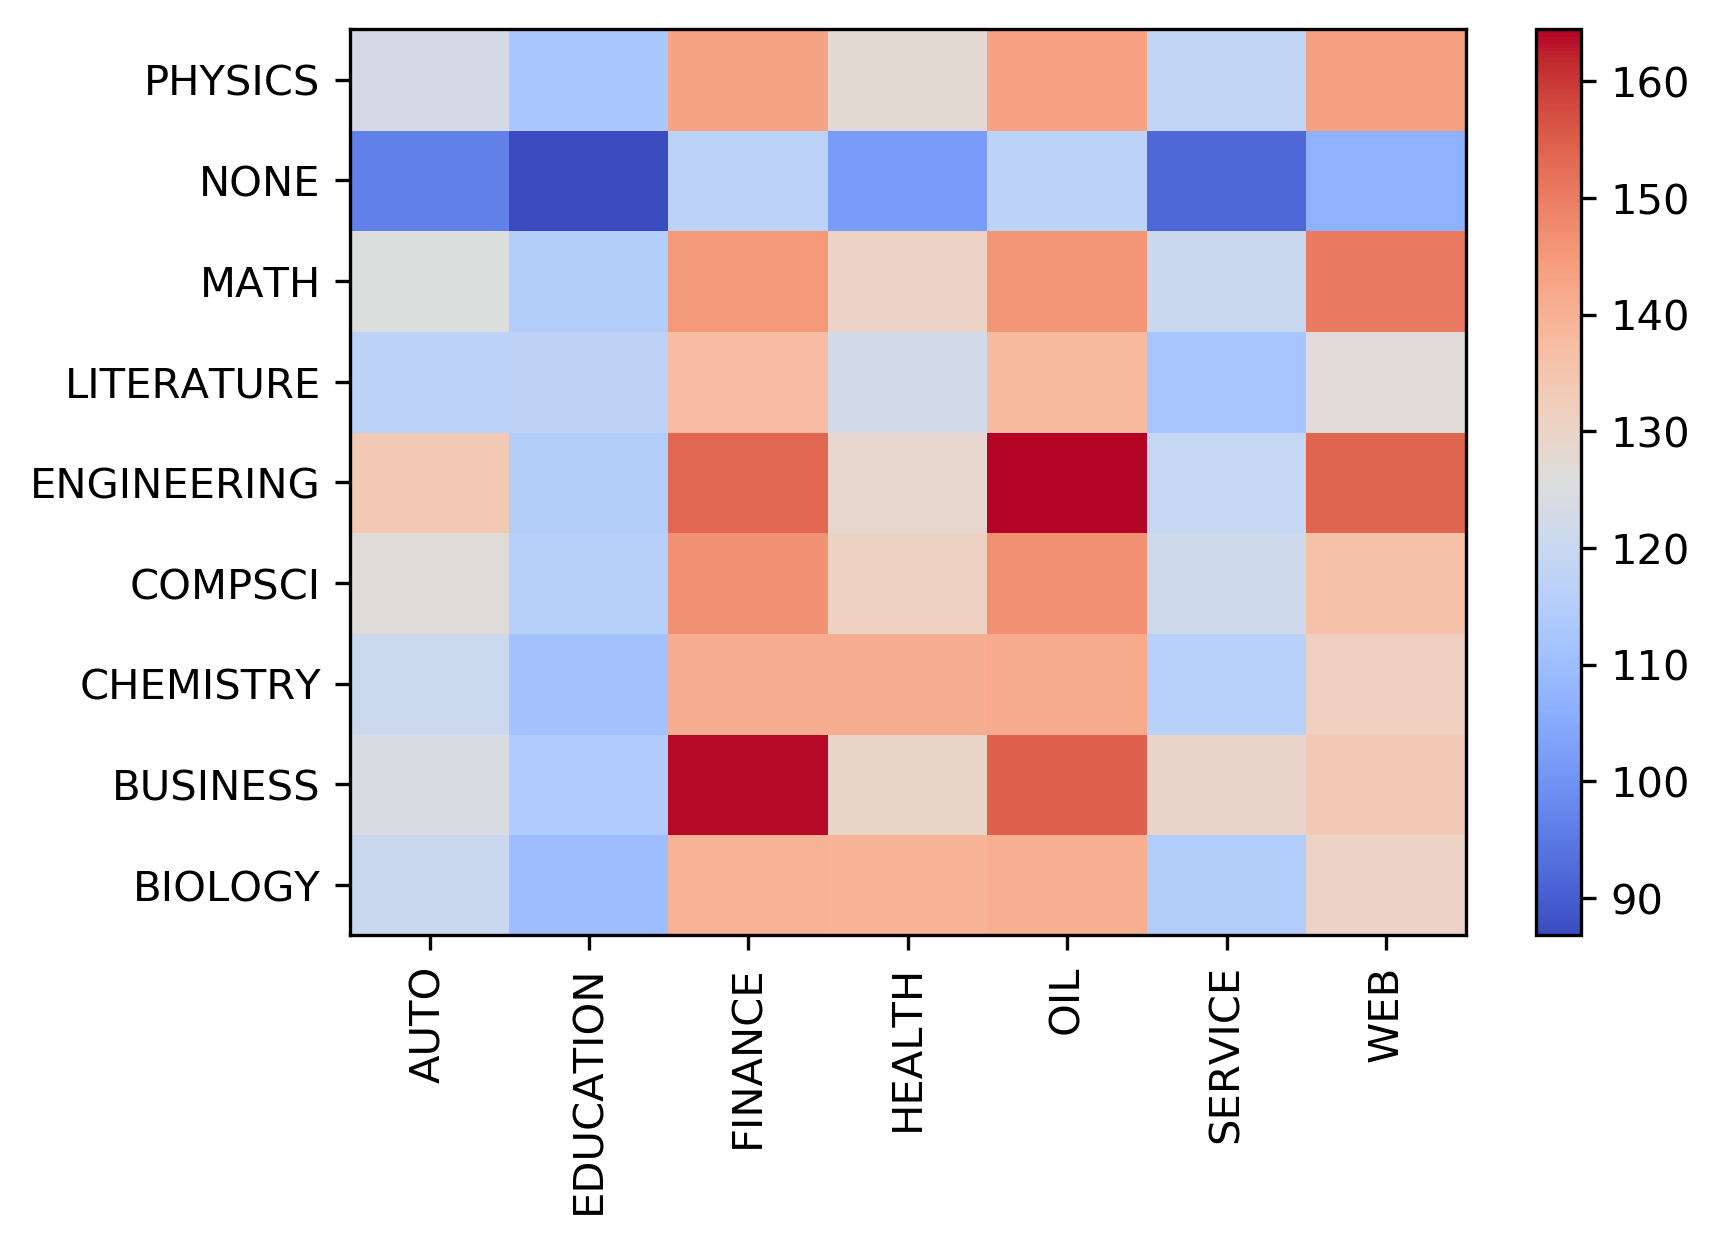 PHYSICS
NONE
MATH
LITERATURE
ENGINEERING
COMPSCI
CHEMISTRY
BUSINESS
BIOLOGY
AUTO
EDUCATION
FINANCE
HEALTH
OIL
SERVICE
WEB
160
150
140
130
120
110
100
90